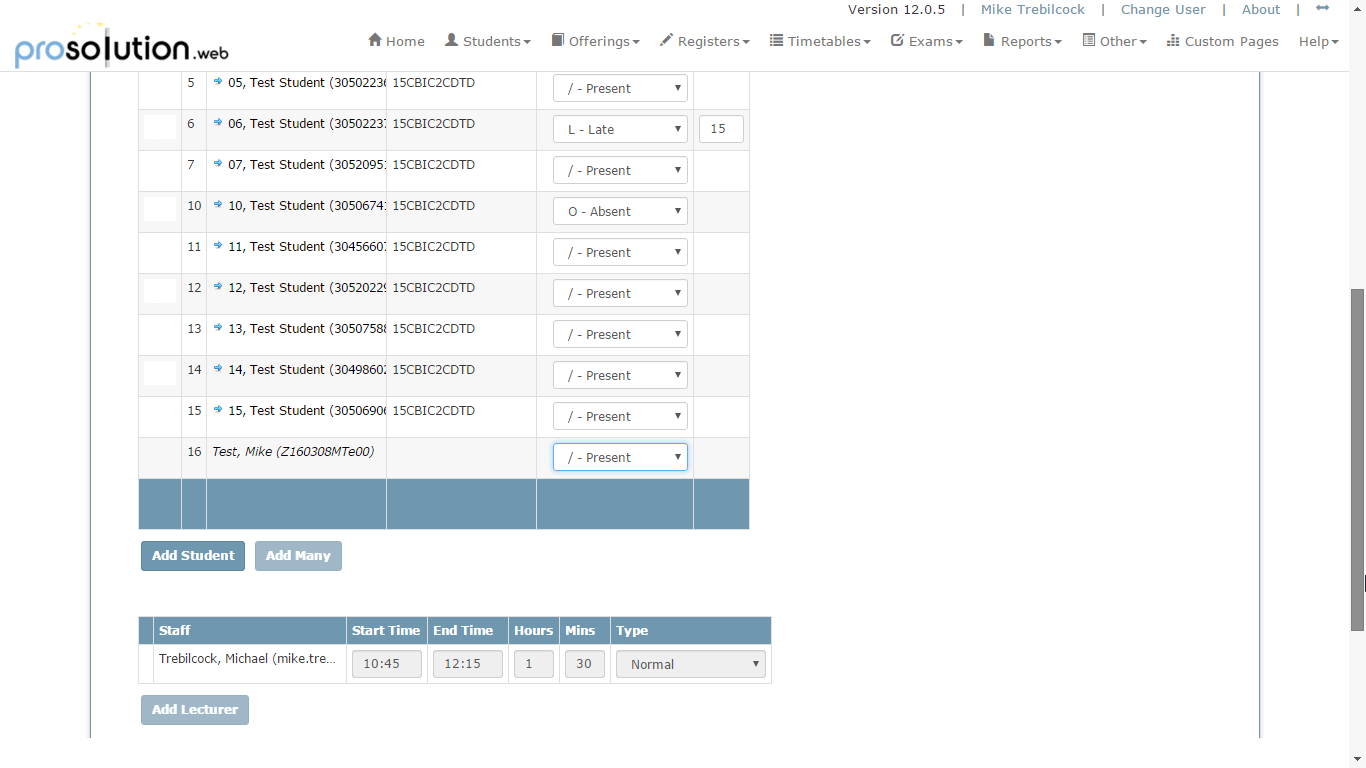 Version 12.0.5 | Mike Trebilcock | Change User | About |
prosolution.web
Home Students Offerings Registers Timetables Exams Reports Other Custom Pages Help
5 05, Test Student (3050223 15CBIC2CDTD / - Present
6 06, Test Student (3050223 15CBIC2CDTD L - Late 15
7 07, Test Student (3052095 15CBIC2CDTD / - Present
10 10, Test Student (3050674 15CBIC2CDTD O - Absent
11 11, Test Student (3045660 15CBIC2CDTD / - Present
12 12, Test Student (3052022 15CBIC2CDTD / - Present
13 13, Test Student (3050758 15CBIC2CDTD / - Present
14 14, Test Student (3049860 15CBIC2CDTD / - Present
15 15, Test Student (3050690 15CBIC2CDTD / - Present
16 Test, Mike (Z160308MTe00) / - Present
Add Student Add Many
Staff Start Time End Time Hours Mins Type
Trebilcock, Michael (mike.tre... 10:45 12:15 1 30 Normal
Add Lecturer